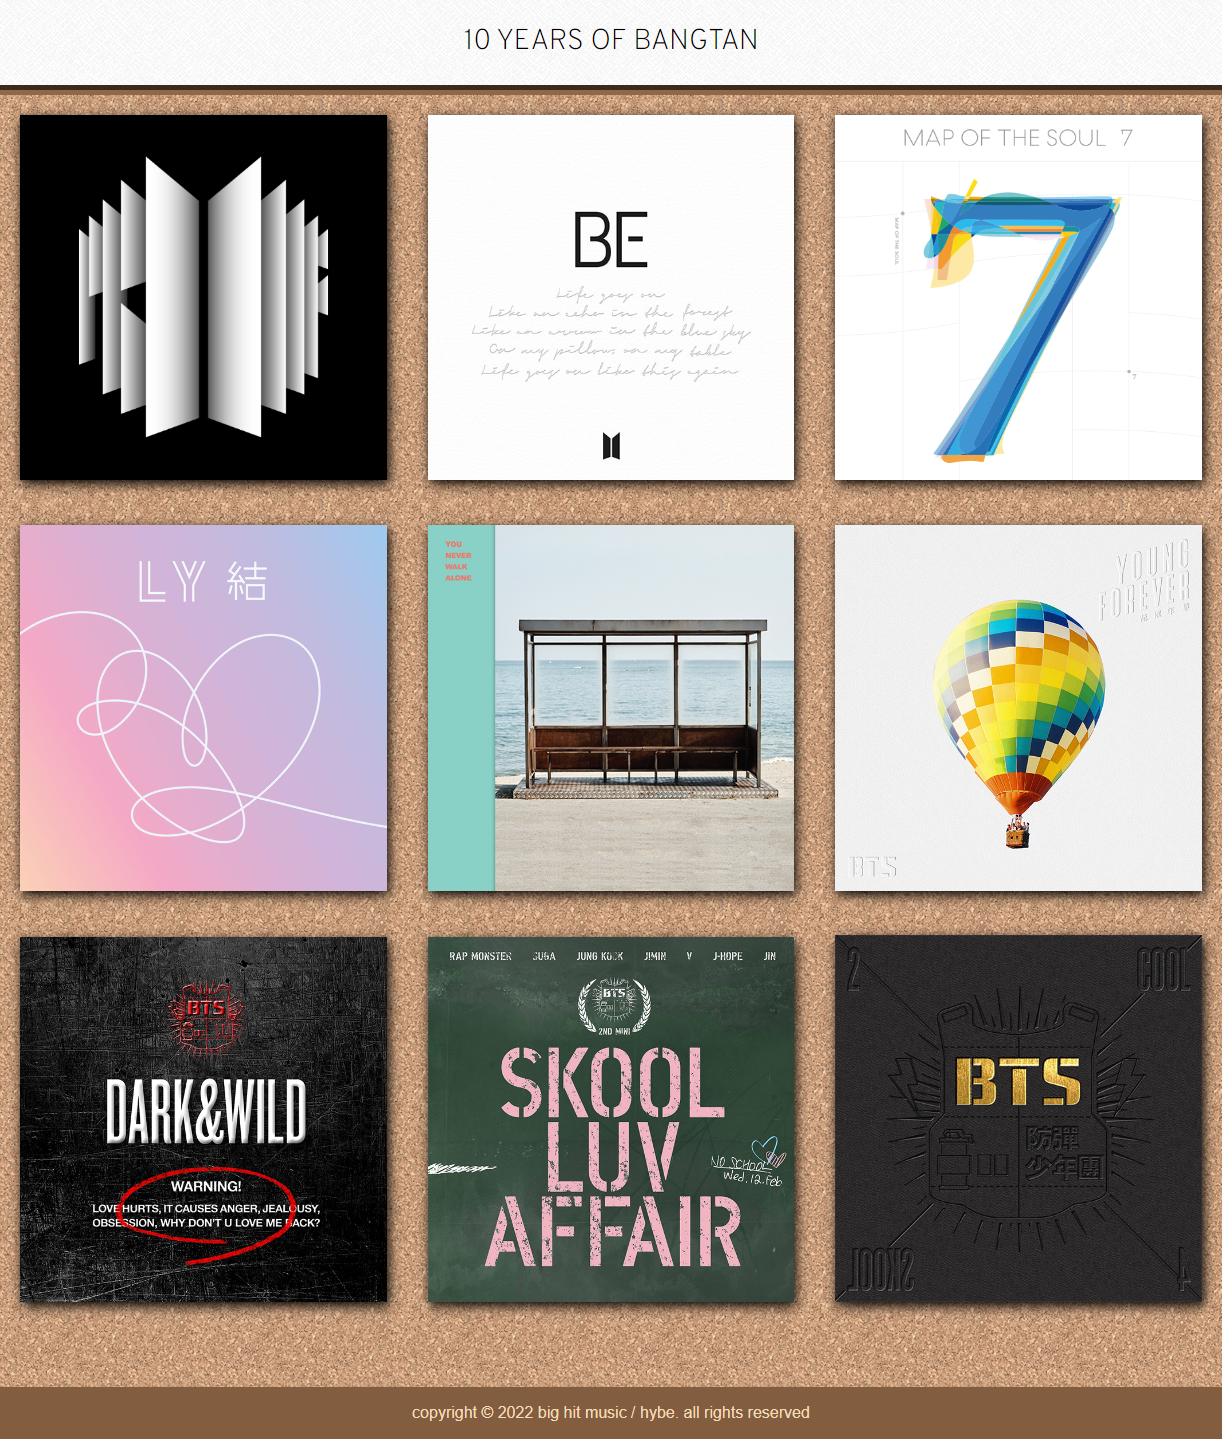 10 YEARS OF BANGTAN
BE
Life goes on
Like an echo in the forest
Like an arrow in the blue sky
On my pillow, on my table
Life goes on like this again
MAP OF THE SOUL 7
MAP OF THE SOUL
7
LY 結
YOU
NEVER
WALK
ALONE
YOUNG
FOREVER
BTS
BTS
DARK&WILD
WARNING!
LOVE HURTS, IT CAUSES ANGER, JEALOUSY,
OBSESSION, WHY DON'T U LOVE ME BACK?
RAP MONSTER SUGA JUNG KOOK JIMIN V J-HOPE JIN
BTS
2ND MINI
SKOOL
LUV
AFFAIR
NO SCHOOL
Wed.12.Feb
2 COOL
BTS
防彈
少年團
SKOOL 4
copyright © 2022 big hit music / hybe. all rights reserved